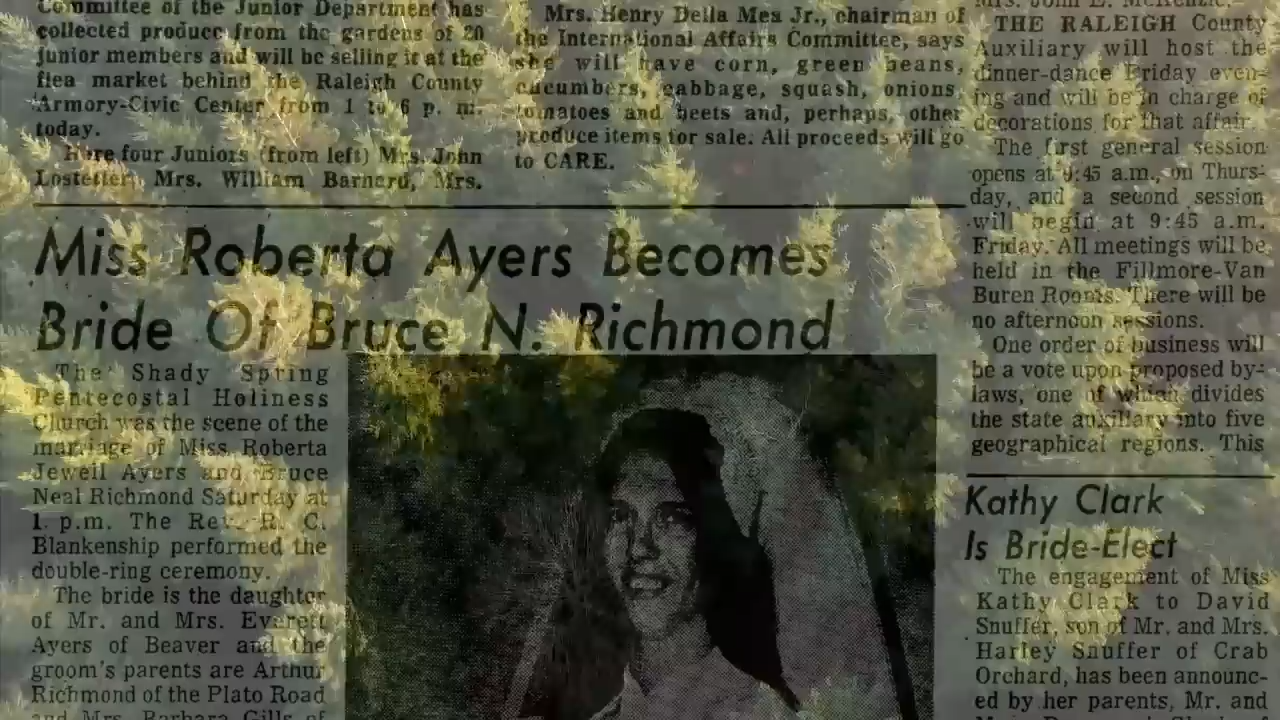 Committee of the Junior Department has
collected produce from the gardens of 20
junior members and will be selling it at the
flea market behind the Raleigh County
Armory-Civic Center from 1 to 6 p. m.
today.
Here four Juniors (from left) Mrs. John
Lostetter, Mrs. William Barnard, Mrs.
Mrs. Henry Della Mea Jr., chairman of
the International Affairs Committee, says
she will have corn, green beans,
cucumbers, cabbage, squash, onions,
tomatoes and beets and, perhaps, other
produce items for sale. All proceeds will go
to CARE.
Miss Roberta Ayers Becomes
Bride Of Bruce N. Richmond
The Shady Spring
Pentecostal Holiness
Church was the scene of the
marriage of Miss Roberta
Jewell Ayers and Bruce
Neal Richmond Saturday at
1 p.m. The Rev. R. C.
Blankenship performed the
double-ring ceremony.
The bride is the daughter
of Mr. and Mrs. Everett
Ayers of Beaver and the
groom's parents are Arthur
Richmond of the Plato Road
and Mrs. Barbara Gills of
Mrs. John E. McKenzie.
THE RALEIGH County
Auxiliary will host the
dinner-dance Friday even-
ing and will be in charge of
decorations for that affair.
The first general session
opens at 9:45 a.m., on Thurs-
day, and a second session
will begin at 9:45 a.m.
Friday. All meetings will be
held in the Fillmore-Van
Buren Rooms. There will be
no afternoon sessions.
One order of business will
be a vote upon proposed by-
laws, one of which divides
the state auxiliary into five
geographical regions. This
Kathy Clark
Is Bride-Elect
The engagement of Miss
Kathy Clark to David
Snuffer, son of Mr. and Mrs.
Harley Snuffer of Crab
Orchard, has been announc-
ed by her parents, Mr. and